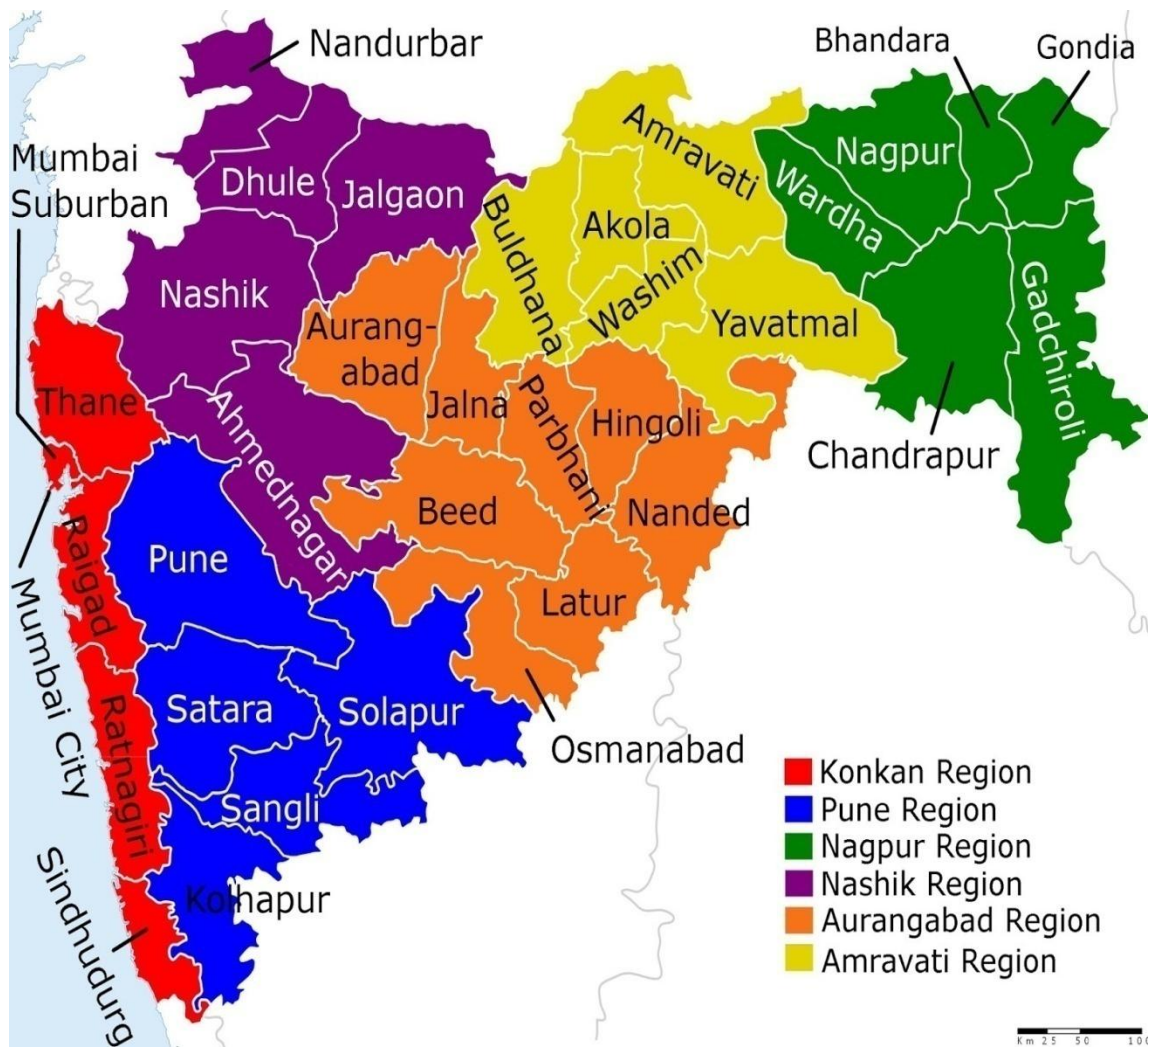 Nandurbar
Bhandara
Gondia
Mumbai
Suburban
Dhule
Jalgaon
Amravati
Nagpur
Wardha
Buldhana
Akola
Washim
Nashik
Aurang-
abad
Yavatmal
Gadchiroli
Thane
Ahmednagar
Jalna
Parbhani
Hingoli
Chandrapur
Beed
Nanded
Raigad
Pune
Latur
Mumbai City
Ratnagiri
Satara
Solapur
Osmanabad
Sangli
Kolhapur
Sindhudurg
Konkan Region
Pune Region
Nagpur Region
Nashik Region
Aurangabad Region
Amravati Region
Km 25 50 100